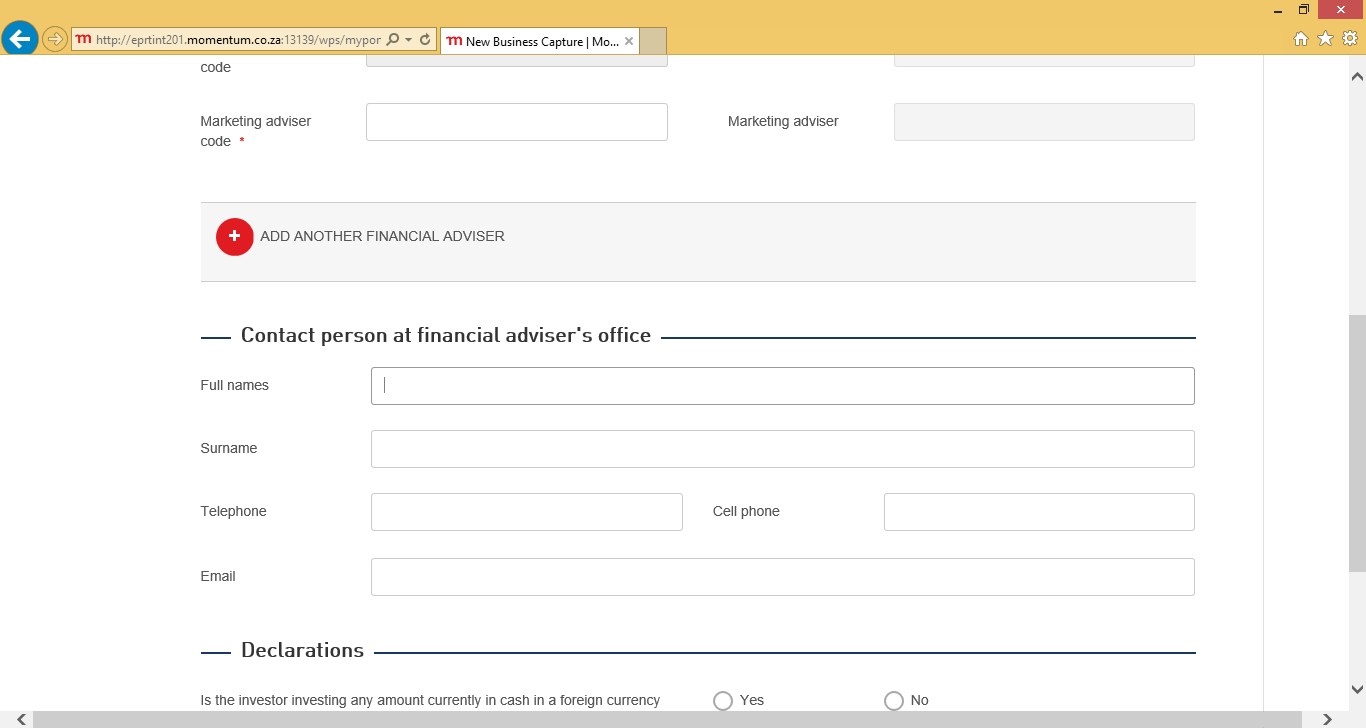 http://eprtint201.momentum.co.za:13139/wps/mypor
m New Business Capture | Mo...
code
Marketing adviser code *
Marketing adviser
ADD ANOTHER FINANCIAL ADVISER
Contact person at financial adviser's office
Full names
Surname
Telephone
Cell phone
Email
Declarations
Is the investor investing any amount currently in cash in a foreign currency
Yes
No